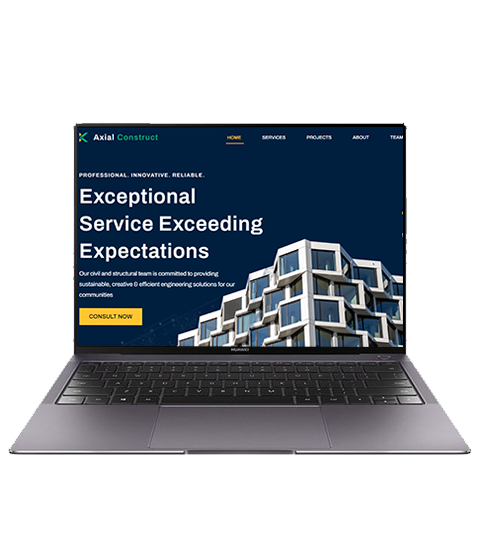 Axial Construct
HOME SERVICES PROJECTS ABOUT TEAM
PROFESSIONAL. INNOVATIVE. RELIABLE.
Exceptional
Service Exceeding
Expectations
Our civil and structural team is committed to providing
sustainable, creative & efficient engineering solutions for our
communities
CONSULT NOW
HUAWEI